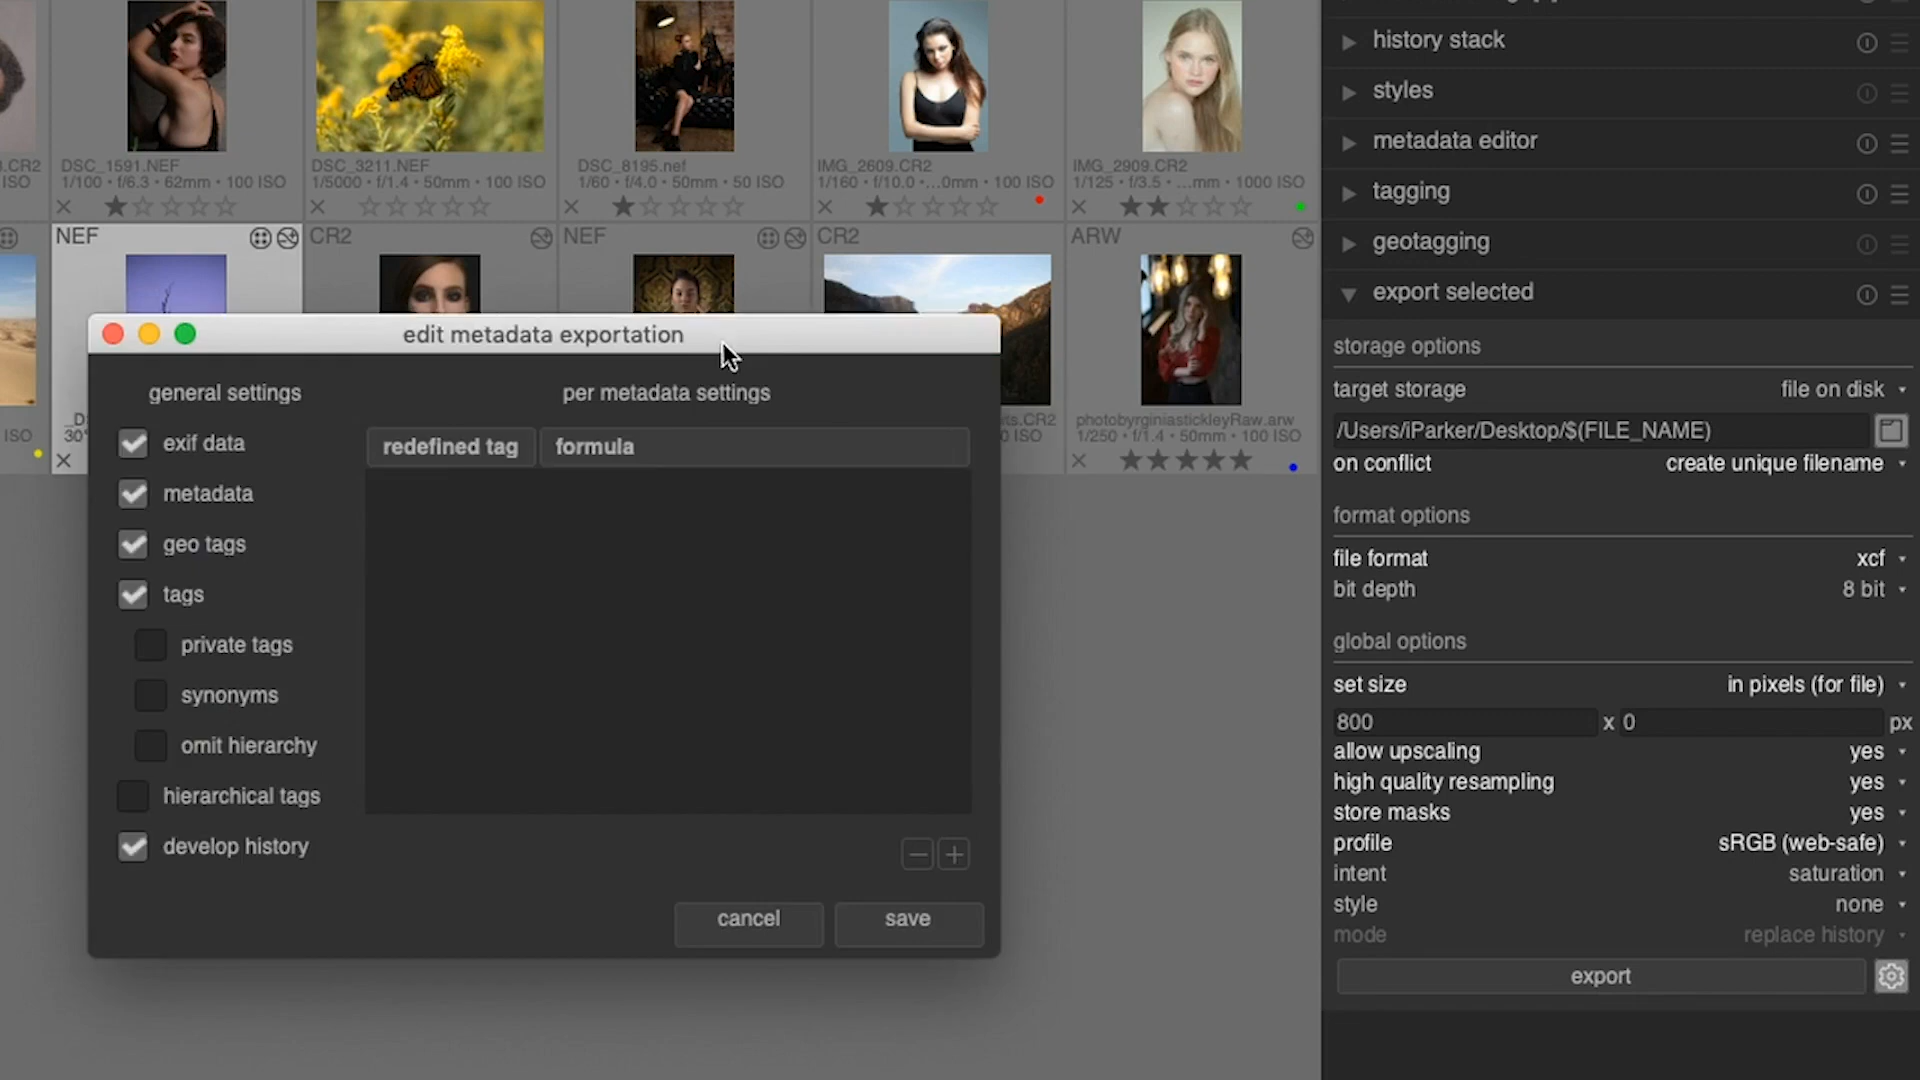 .CR2
ISO
DSC_1591.NEF
1/100 • f/6.3 • 62mm • 100 ISO
DSC_3211.NEF
1/5000 • f/1.4 • 50mm • 100 ISO
DSC_8195.nef
1/60 • f/4.0 • 50mm • 50 ISO
IMG_2609.CR2
1/160 • f/10.0 •...0mm • 100 ISO
IMG_2909.CR2
1/125 • f/3.5 •...mm • 1000 ISO
NEF
CR2
NEF
CR2
ARW
ISO
30"
ts.CR2
0 ISO
photobyrginiastickleyRaw.arw
1/250 • f/1.4 • 50mm • 100 ISO
edit metadata exportation
general settings
exif data
metadata
geo tags
tags
private tags
synonyms
omit hierarchy
hierarchical tags
develop history
per metadata settings
redefined tag formula
− +
cancel save
history stack
styles
metadata editor
tagging
geotagging
export selected
storage options
target storage file on disk
/Users/iParker/Desktop/$(FILE_NAME)
on conflict create unique filename
format options
file format xcf
bit depth 8 bit
global options
set size in pixels (for file)
800 x 0 px
allow upscaling yes
high quality resampling yes
store masks yes
profile sRGB (web-safe)
intent saturation
style none
mode replace history
export